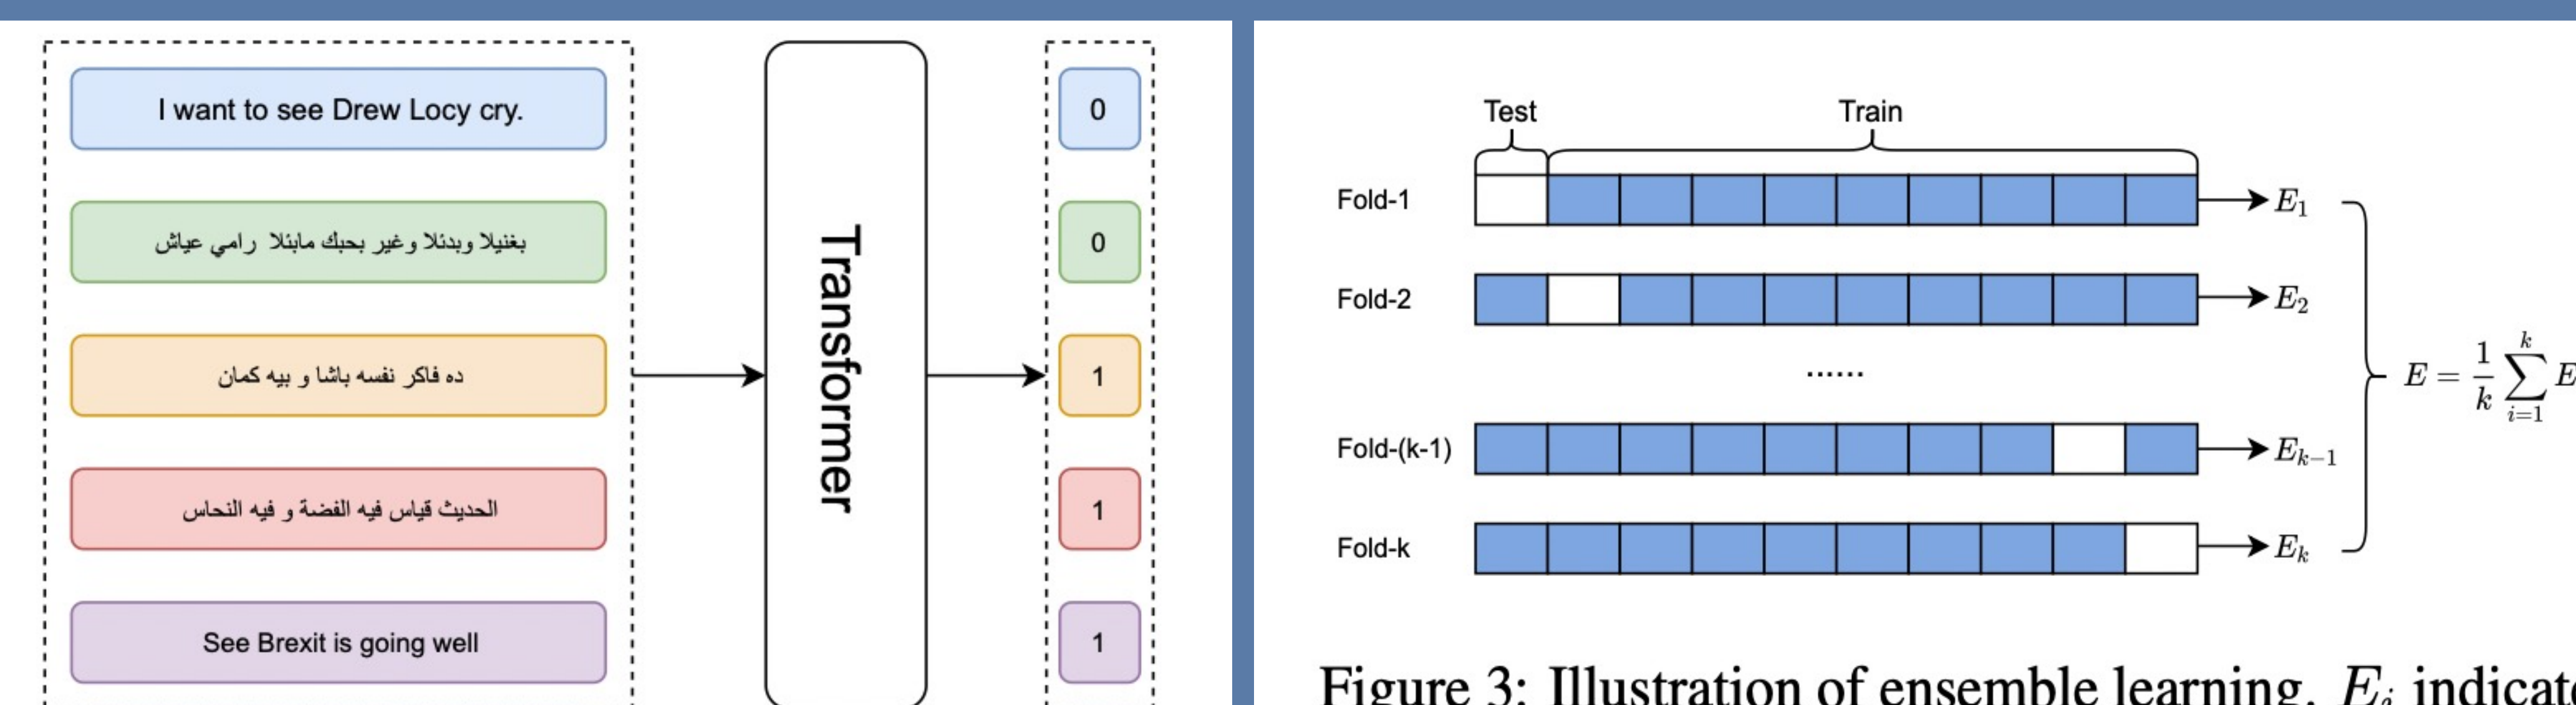 I want to see Drew Locy cry.
0
بغنيلا وبدئلا وغير بحبك مابئلا رامي عياش
0
ده فاكر نفسه باشا و بيه كمان
1
الحديث قياس فيه الفضة و فيه النحاس
1
See Brexit is going well
1
Transformer
Test
Train
Fold-1
E₁
Fold-2
E₂
......
Fold-(k-1)
Eₖ₋₁
Fold-k
Eₖ
E = 1/k ∑ᵢ₌₁ᵏ E
Figure 3: Illustration of ensemble learning. Eᵢ indicate